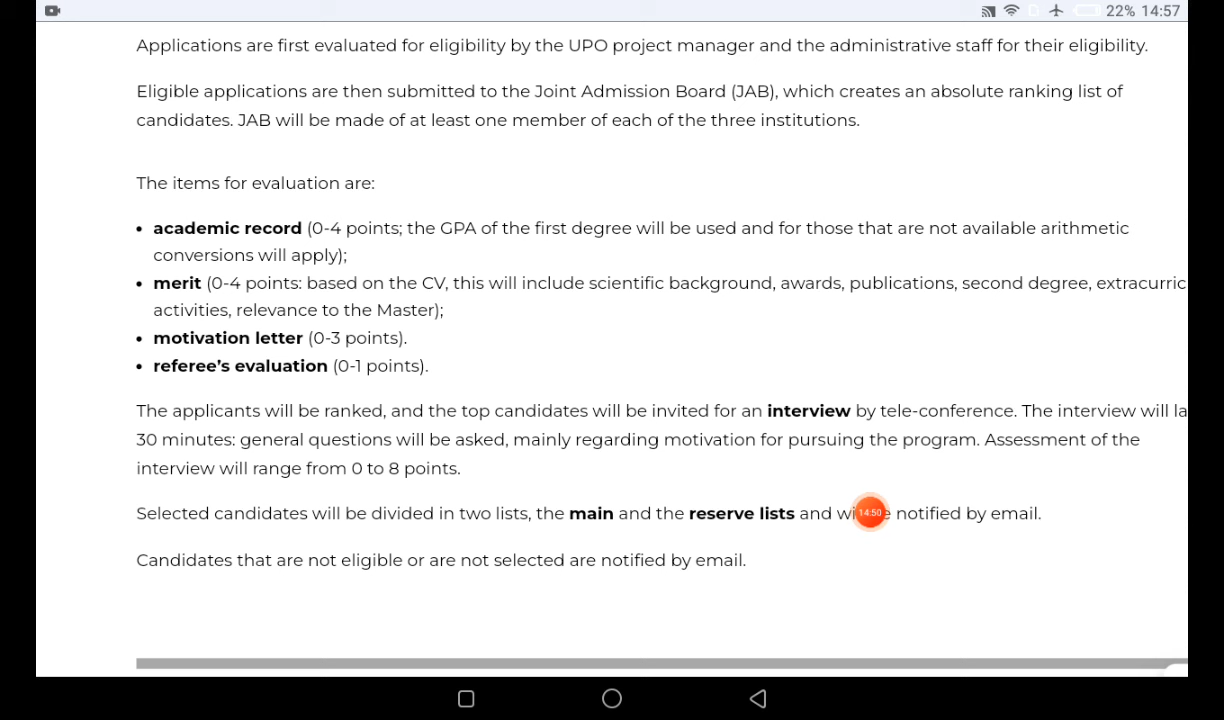 22% 14:57
Applications are first evaluated for eligibility by the UPO project manager and the administrative staff for their eligibility.
Eligible applications are then submitted to the Joint Admission Board (JAB), which creates an absolute ranking list of
candidates. JAB will be made of at least one member of each of the three institutions.
The items for evaluation are:
• academic record (0-4 points; the GPA of the first degree will be used and for those that are not available arithmetic
conversions will apply);
• merit (0-4 points: based on the CV, this will include scientific background, awards, publications, second degree, extracurric
activities, relevance to the Master);
• motivation letter (0-3 points).
• referee's evaluation (0-1 points).
The applicants will be ranked, and the top candidates will be invited for an interview by tele-conference. The interview will la
30 minutes: general questions will be asked, mainly regarding motivation for pursuing the program. Assessment of the
interview will range from 0 to 8 points.
Selected candidates will be divided in two lists, the main and the reserve lists and 14:50 notified by email.
Candidates that are not eligible or are not selected are notified by email.